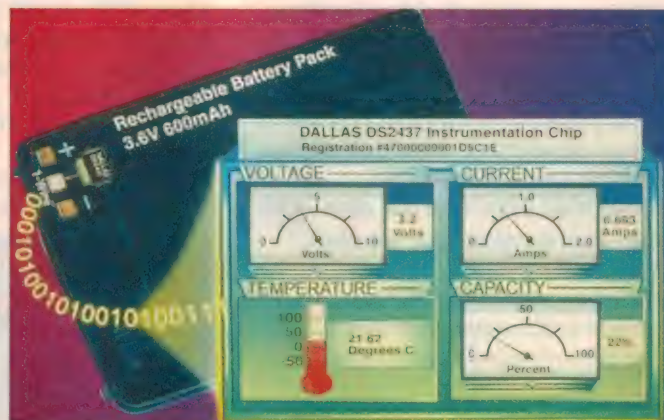 Rechargeable Battery Pack
3.6V 600mAh
+
-
00010100101001010011
DALLAS DS2437 Instrumentation Chip
VOLTAGE
0
5
10
Volts
3.2
Volts
CURRENT
0
1.0
2.0
Amps
Amps
TEMPERATURE
100
50
0
-50
21.62
Degrees C
CAPACITY
0
50
100
Percent
22%